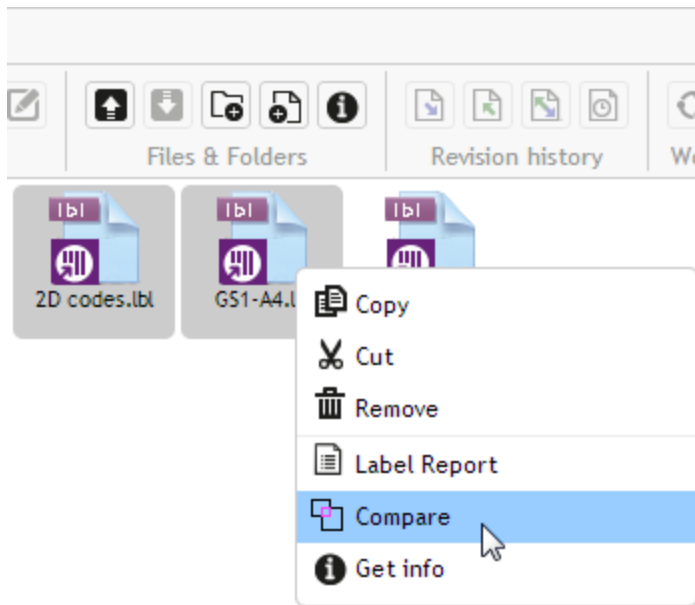 Files & Folders
Revision history
lbl
lbl
lbl
2D codes.lbl
GS1-A4.l
Copy
Cut
Remove
Label Report
Compare
Get info